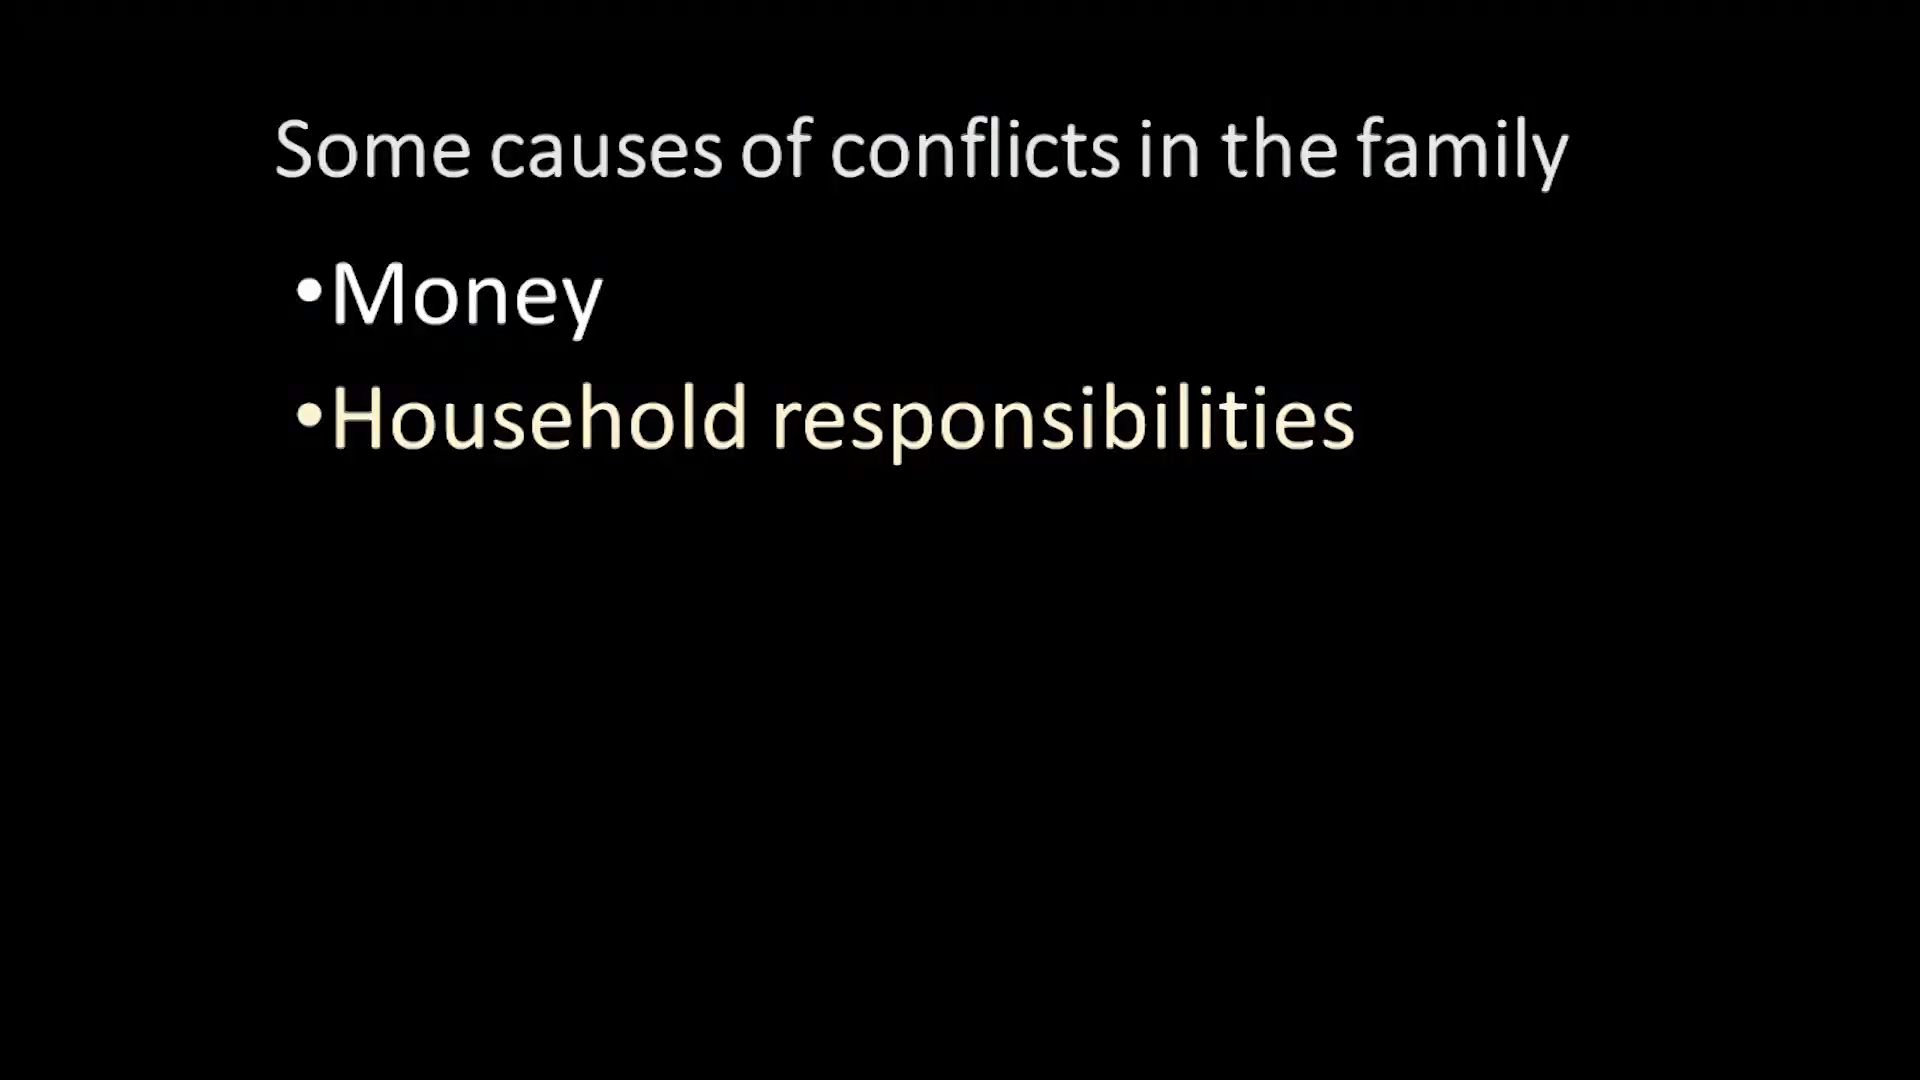 Some causes of conflicts in the family
•Money
•Household responsibilities